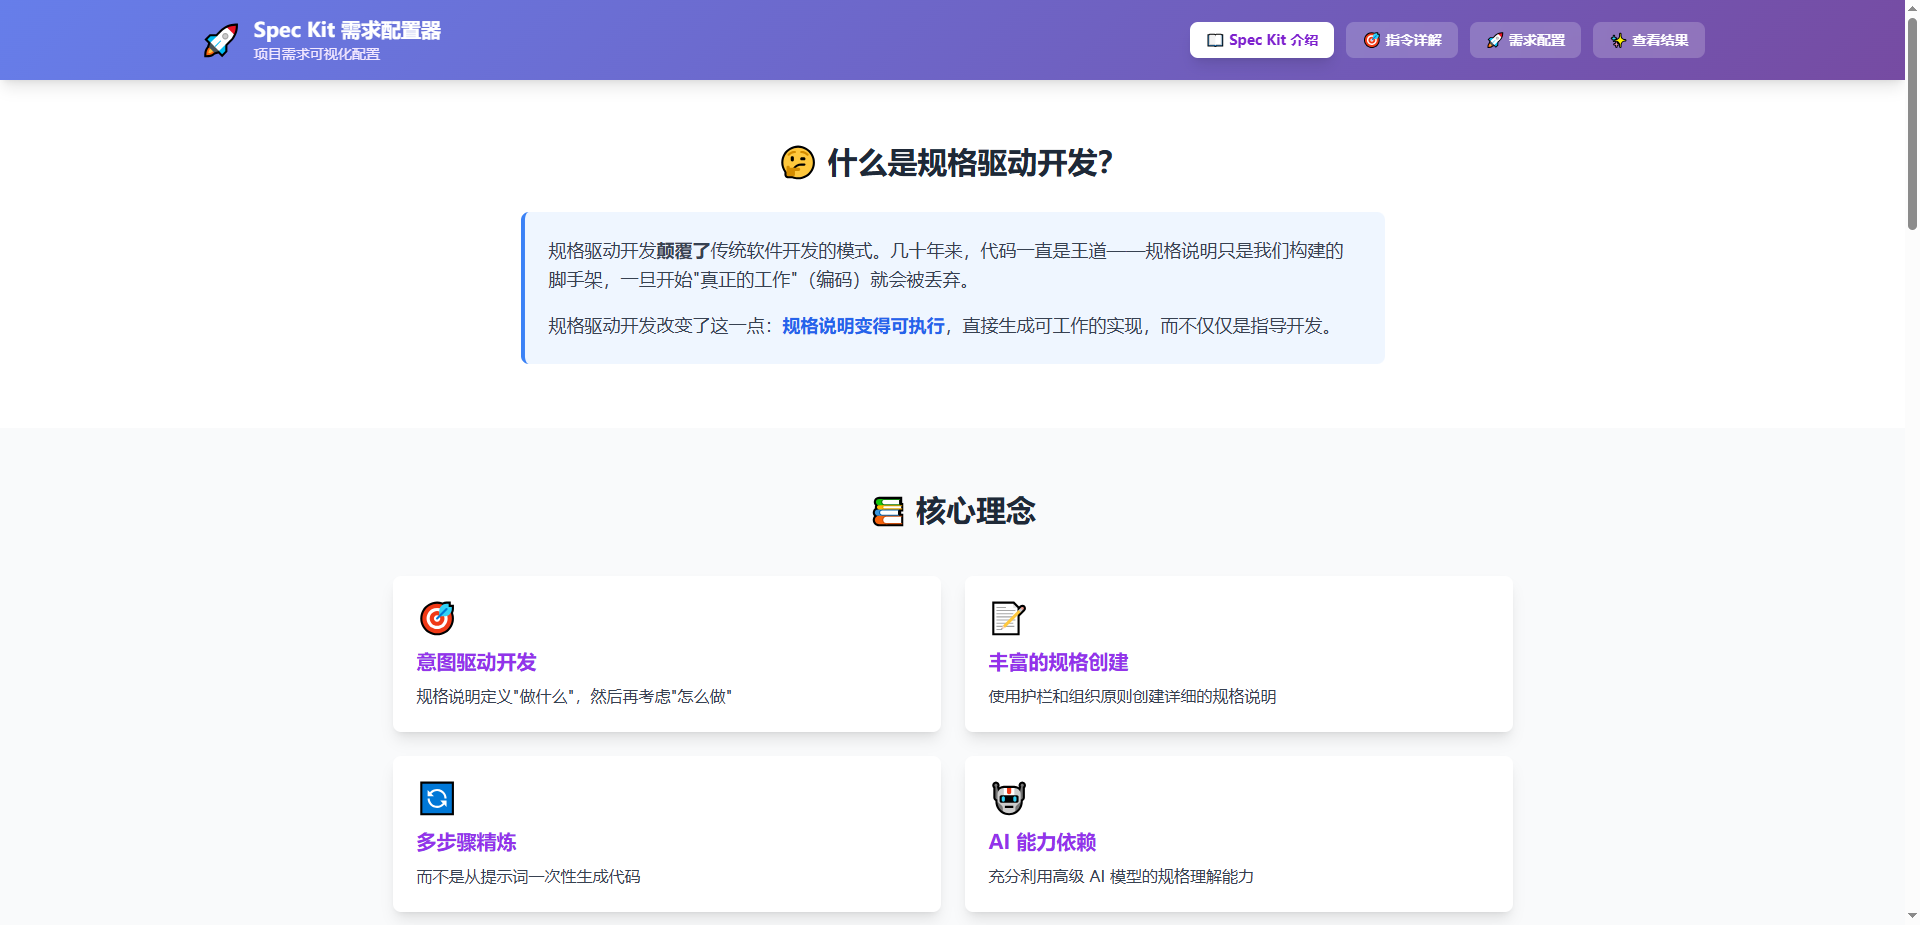 Spec Kit 需求配置器
项目需求可视化配置
Spec Kit 介绍
指令详解
需求配置
查看结果
什么是规格驱动开发?
规格驱动开发颠覆了传统软件开发的模式。几十年来，代码一直是王道——规格说明只是我们构建的
脚手架，一旦开始"真正的工作"（编码）就会被丢弃。
规格驱动开发改变了这一点：规格说明变得可执行，直接生成可工作的实现，而不仅仅是指导开发。
核心理念
意图驱动开发
规格说明定义"做什么"，然后再考虑"怎么做"
丰富的规格创建
使用护栏和组织原则创建详细的规格说明
多步骤精炼
而不是从提示词一次性生成代码
AI 能力依赖
充分利用高级 AI 模型的规格理解能力